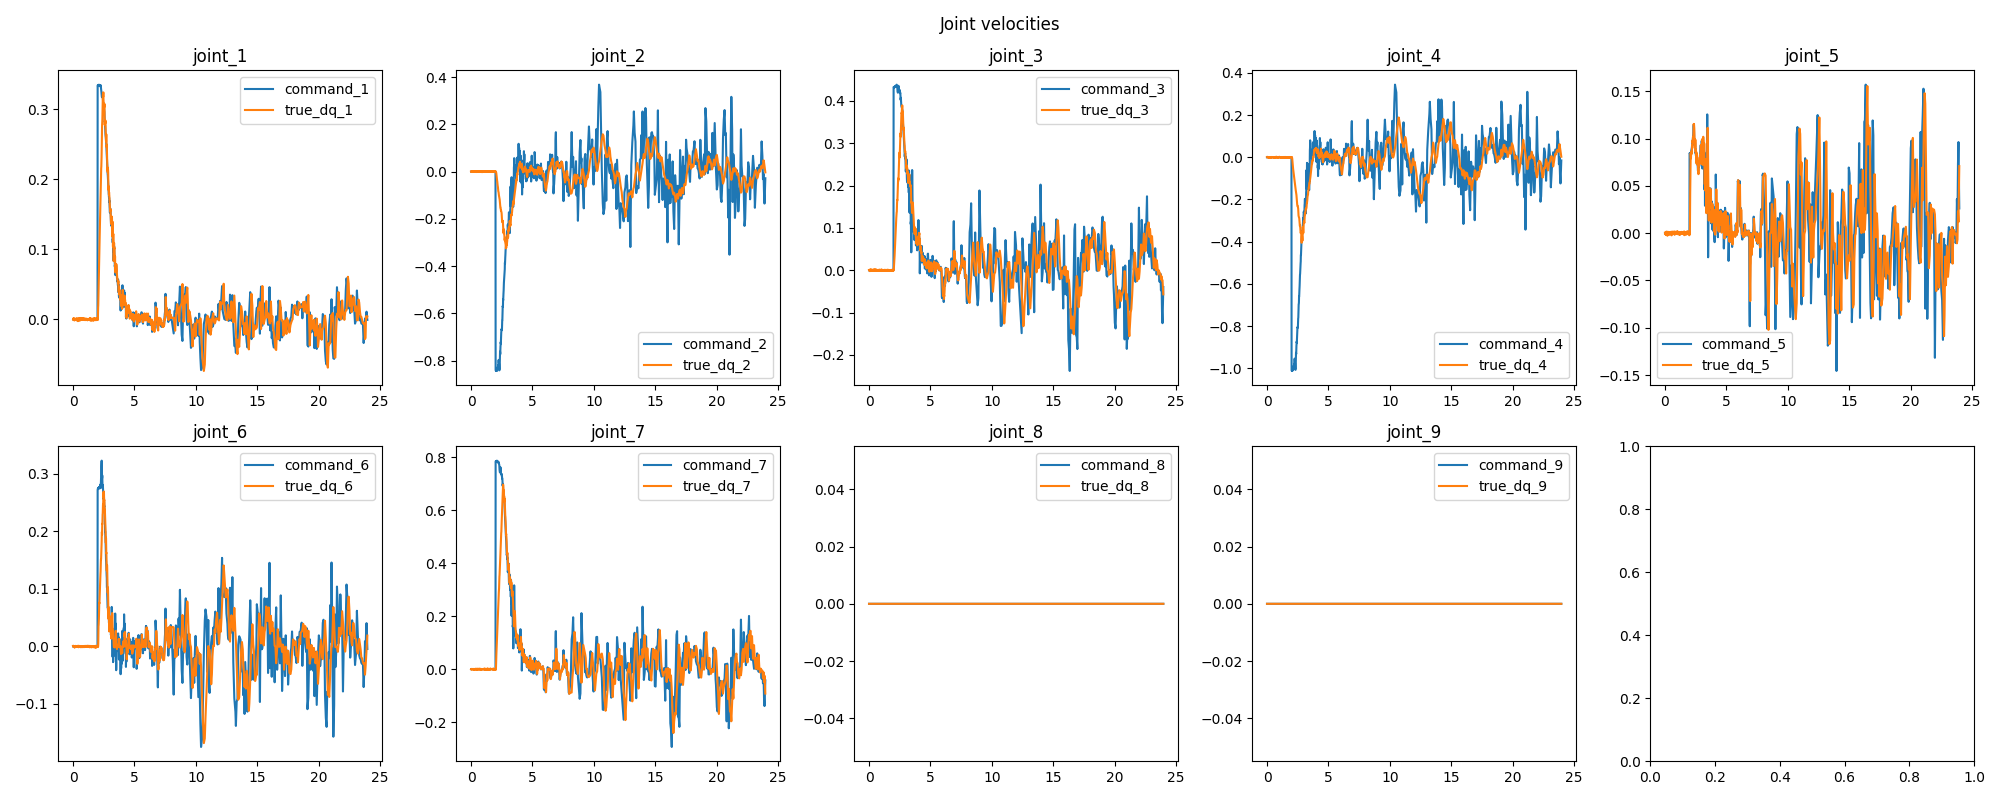 Joint velocities
joint_1
joint_2
joint_3
joint_4
joint_5
command_1
true_dq_1
0.3
0.2
0.1
0.0
0 5 10 15 20 25
command_2
true_dq_2
0.4
0.2
0.0
−0.2
−0.4
−0.6
−0.8
0 5 10 15 20 25
command_3
true_dq_3
0.4
0.3
0.2
0.1
0.0
−0.1
−0.2
0 5 10 15 20 25
command_4
true_dq_4
0.4
0.2
0.0
−0.2
−0.4
−0.6
−0.8
−1.0
0 5 10 15 20 25
command_5
true_dq_5
0.15
0.10
0.05
0.00
−0.05
−0.10
−0.15
0 5 10 15 20 25
joint_6
joint_7
joint_8
joint_9
command_6
true_dq_6
0.3
0.2
0.1
0.0
−0.1
0 5 10 15 20 25
command_7
true_dq_7
0.8
0.6
0.4
0.2
0.0
−0.2
0 5 10 15 20 25
command_8
true_dq_8
0.04
0.02
0.00
−0.02
−0.04
0 5 10 15 20 25
command_9
true_dq_9
0.04
0.02
0.00
−0.02
−0.04
0 5 10 15 20 25
1.0
0.8
0.6
0.4
0.2
0.0
0.0 0.2 0.4 0.6 0.8 1.0